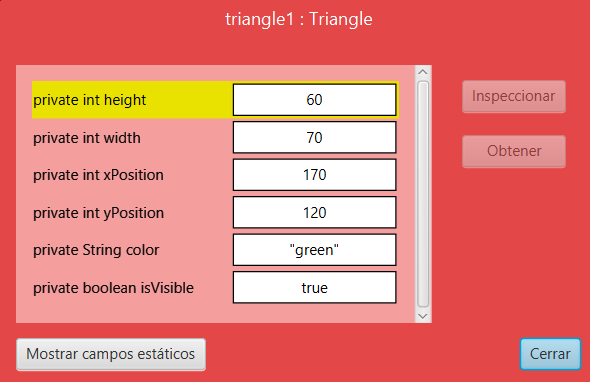 triangle1 : Triangle
private int height 60
private int width 70
private int xPosition 170
private int yPosition 120
private String color "green"
private boolean isVisible true
Inspeccionar
Obtener
Mostrar campos estáticos
Cerrar